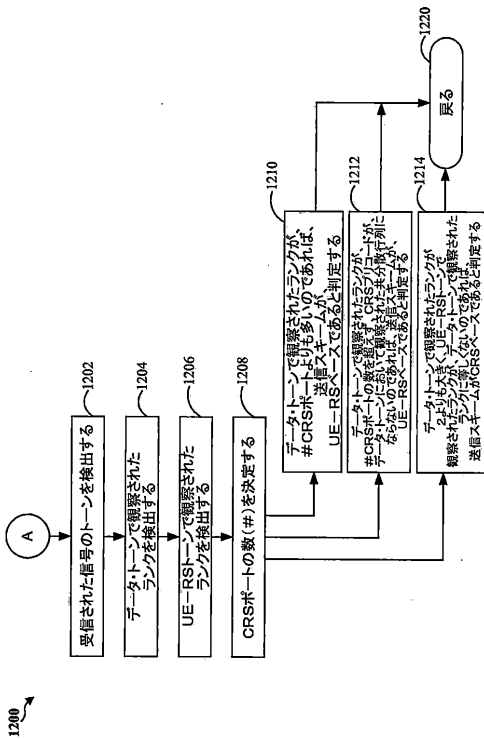 1200
A
受信された信号のトーンを検出する
1202
データ・トーンで観察された
ランクを検出する
1204
UE－RSトーンで観察された
ランクを検出する
1206
CRSポートの数(#)を決定する
1208
データ・トーンで観察されたランクが、
#CRSポートよりも多いのであれば、
送信スキームが、
UE－RSベースであると判定する
1210
データ・トーンで観察されたランクが、
#CRSポートの数を超えず、CRSプリコードが、
データ・トーンにおいて観察された共分散行列に
ならないのであれば、送信スキームが、
UE－RSベースであると判定する
1212
データ・トーンで観察されたランクが
2よりも大きく、UE－RSトーンで
観察されたランクが、データ・トーンで観察された
ランクに等しくないのであれば、
送信スキームがCRSベースであると判定する
1214
戻る
1220